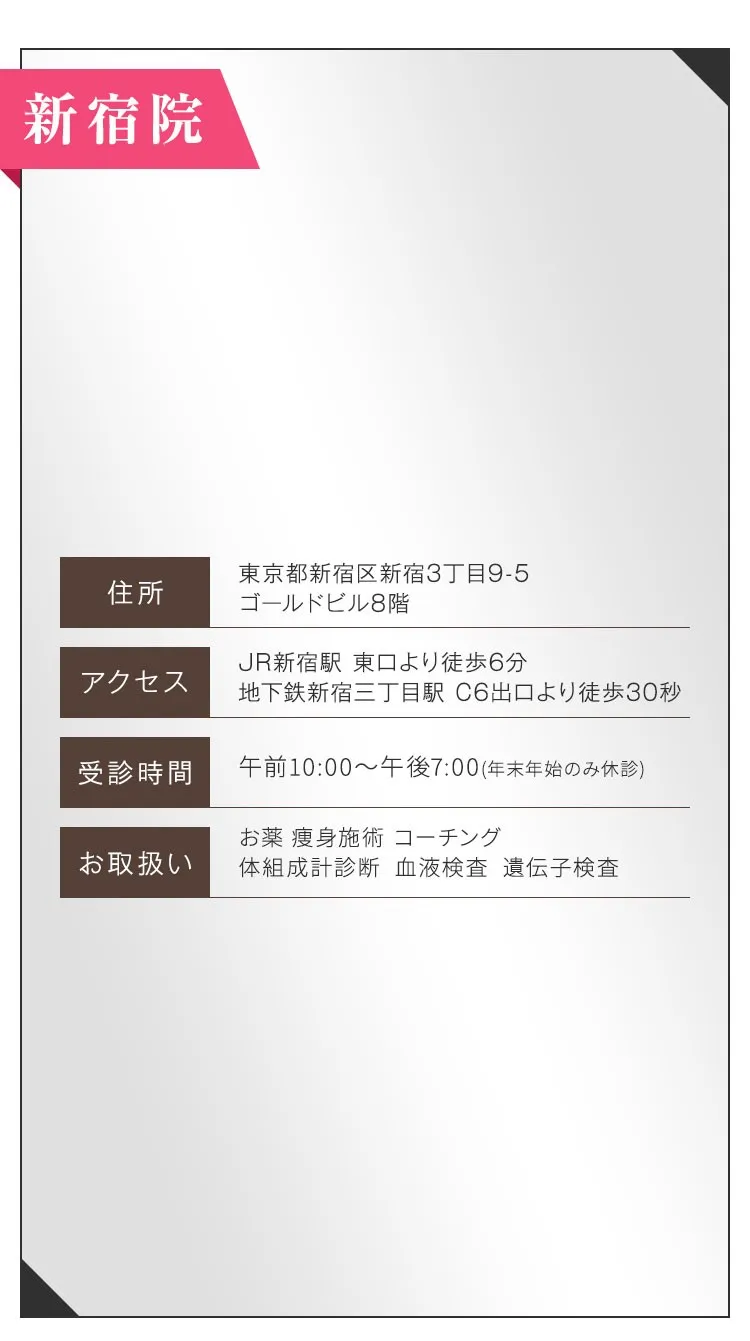 新宿院
住所
東京都新宿区新宿3丁目9-5
ゴールドビル8階
アクセス
JR新宿駅 東口より徒歩6分
地下鉄新宿三丁目駅 C6出口より徒歩30秒
受診時間
午前10:00〜午後7:00(年末年始のみ休診)
お取扱い
お薬 痩身施術 コーチング
体組成計診断 血液検査 遺伝子検査